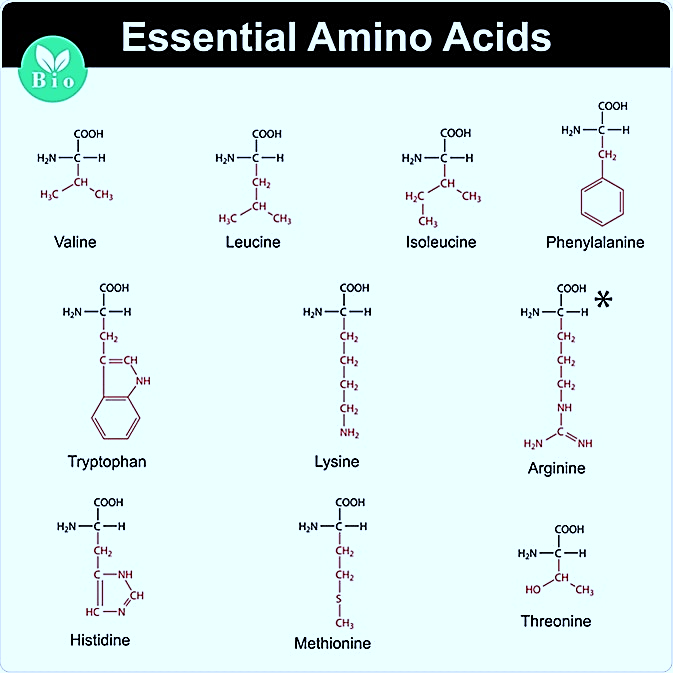 Essential Amino Acids
Bio
COOH
H₂N C H
CH
H₃C CH₃
Valine
COOH
H₂N C H
CH₂
CH
H₃C CH₃
Leucine
COOH
H₂N C H
CH
H₂C CH₃
CH₃
Isoleucine
COOH
H₂N C H
CH₂
Phenylalanine
COOH
H₂N C H
CH₂
C CH
NH
Tryptophan
COOH
H₂N C H
CH₂
CH₂
CH₂
CH₂
NH₂
Lysine
COOH *
H₂N C H
CH₂
CH₂
CH₂
NH
C
H₂N NH
Arginine
COOH
H₂N C H
CH₂
C NH
CH
HC N
Histidine
COOH
H₂N C H
CH₂
CH₂
S
CH₃
Methionine
COOH
H₂N C H
CH
HO CH₃
Threonine